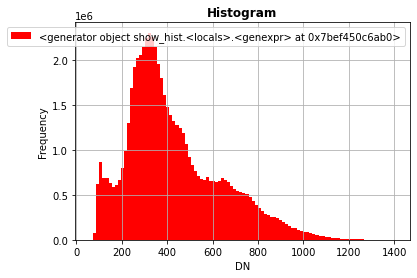 Histogram
1e6
<generator object show_hist.<locals>.<genexpr> at 0x7bef450c6ab0>
2.0
1.5
1.0
0.5
0.0
Frequency
0 200 400 600 800 1000 1200 1400
DN